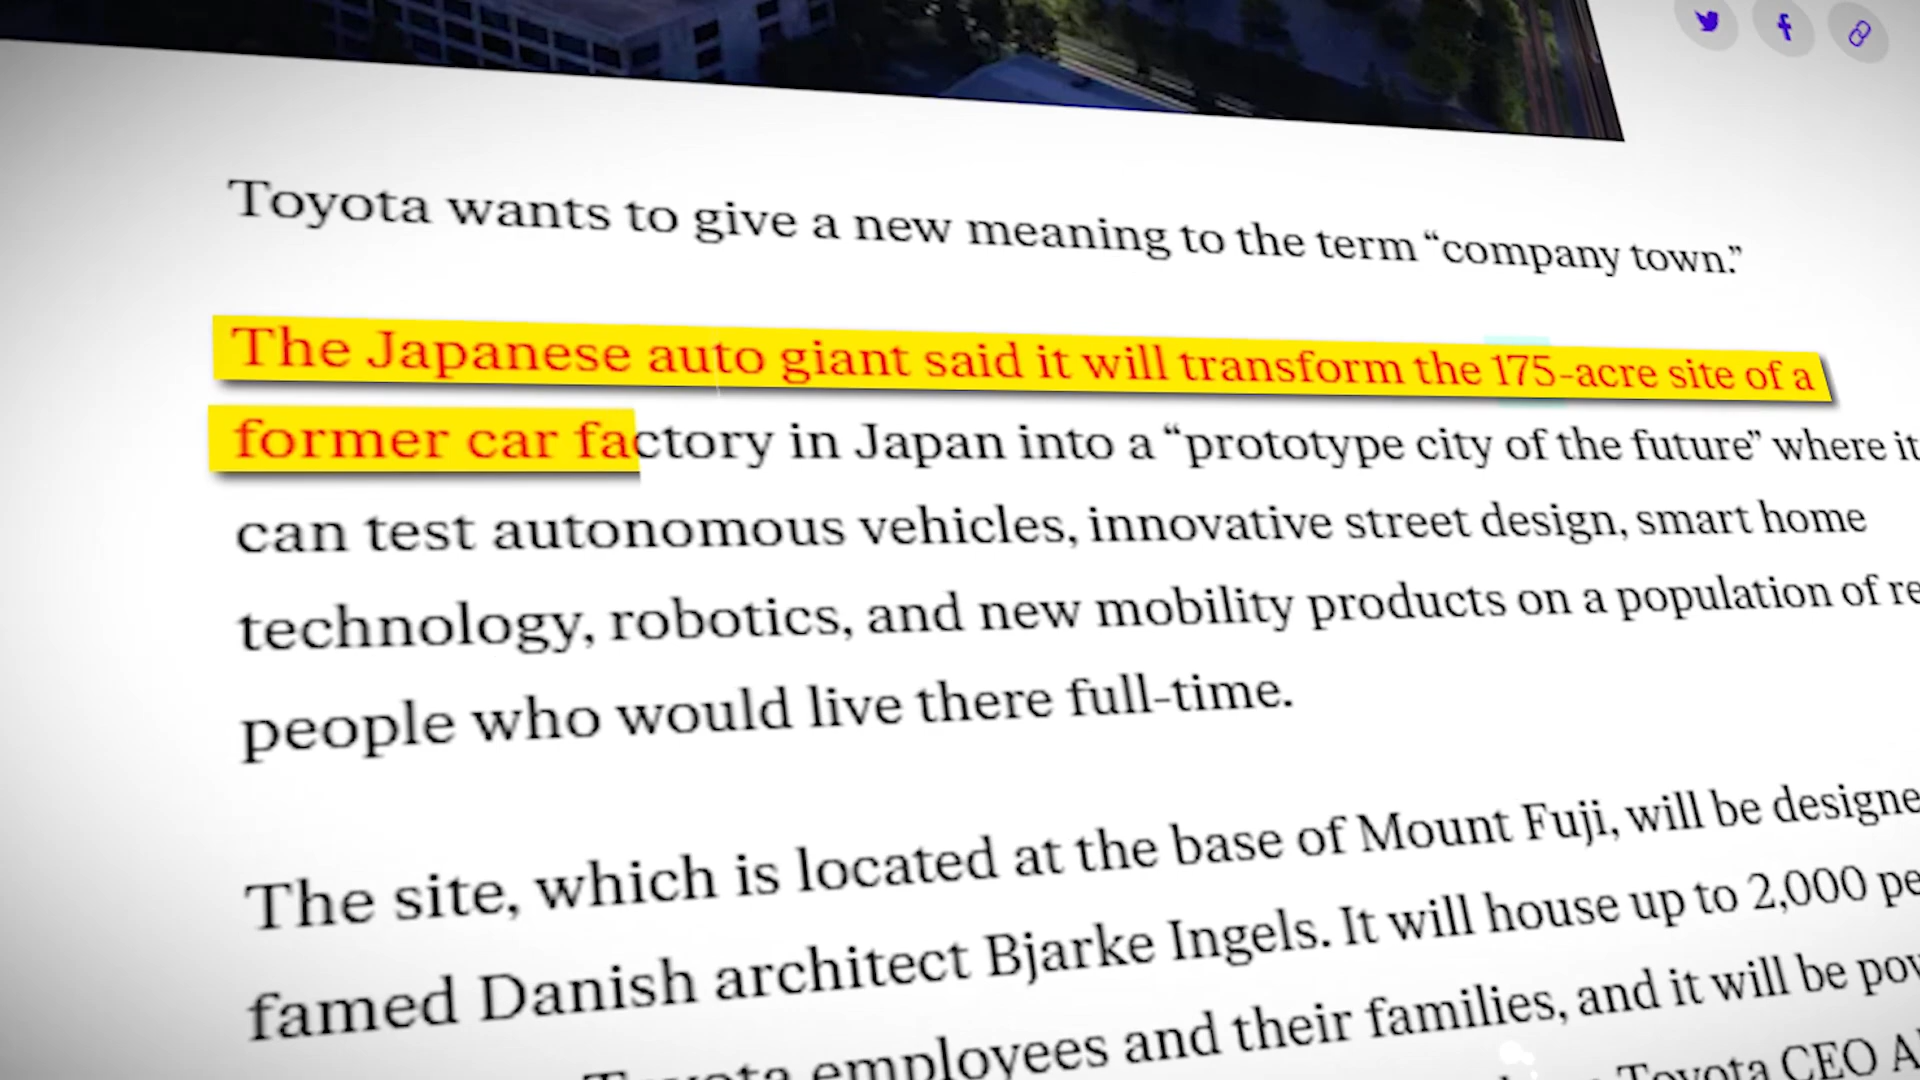 Toyota wants to give a new meaning to the term “company town.”
The Japanese auto giant said it will transform the 175-acre site of a
former car factory in Japan into a “prototype city of the future” where it
can test autonomous vehicles, innovative street design, smart home
technology, robotics, and new mobility products on a population of re
people who would live there full-time.
The site, which is located at the base of Mount Fuji, will be designe
famed Danish architect Bjarke Ingels. It will house up to 2,000 pe
Toyota employees and their families, and it will be pow
Toyota CEO A